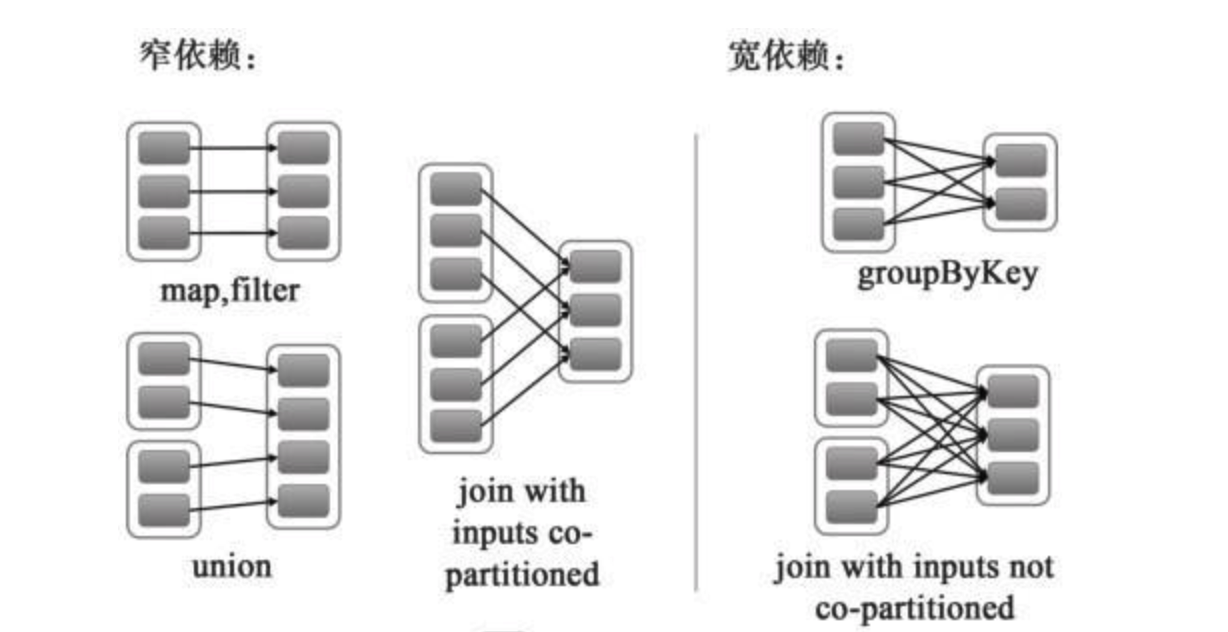 窄依赖：
宽依赖：
map,filter
groupByKey
union
join with
inputs co-
partitioned
join with inputs not
co-partitioned